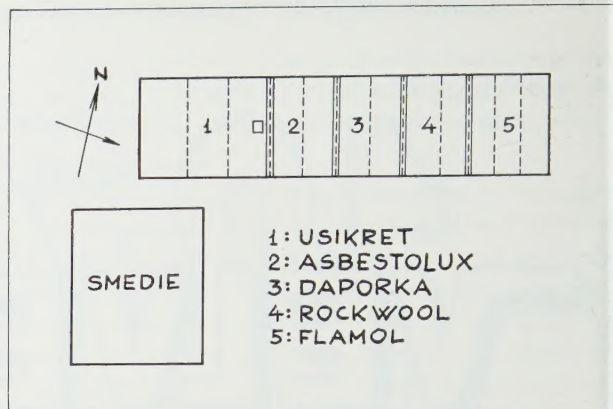 N
1 2 3 4 5
SMEDIE
1: USIKRET
2: ASBESTOLUX
3: DAPORKA
4: ROCKWOOL
5: FLAMOL